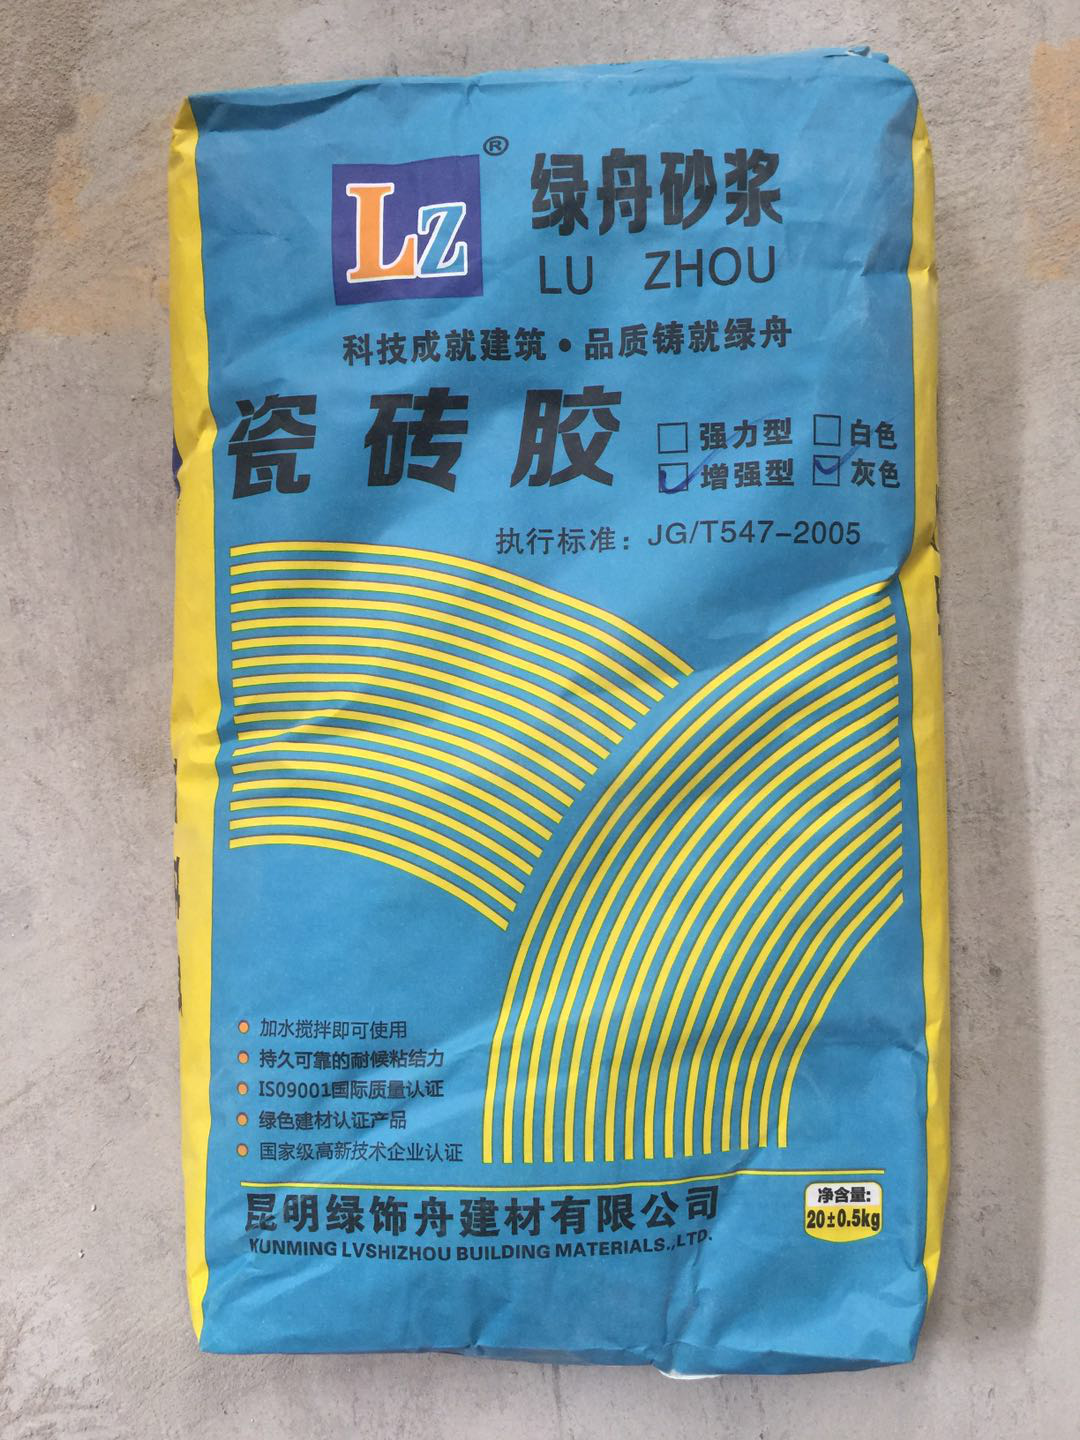 LZ®
绿舟砂浆
LU ZHOU
科技成就建筑·品质铸就绿舟
瓷砖胶
强力型 白色
增强型 灰色
执行标准：JG/T547-2005
加水搅拌即可使用
持久可靠的耐候粘结力
ISO9001国际质量认证
绿色建材认证产品
国家级高新技术企业认证
昆明绿饰舟建材有限公司
KUNMING LVSHIZHOU BUILDING MATERIALS.,LTD.
净含量:
20±0.5kg